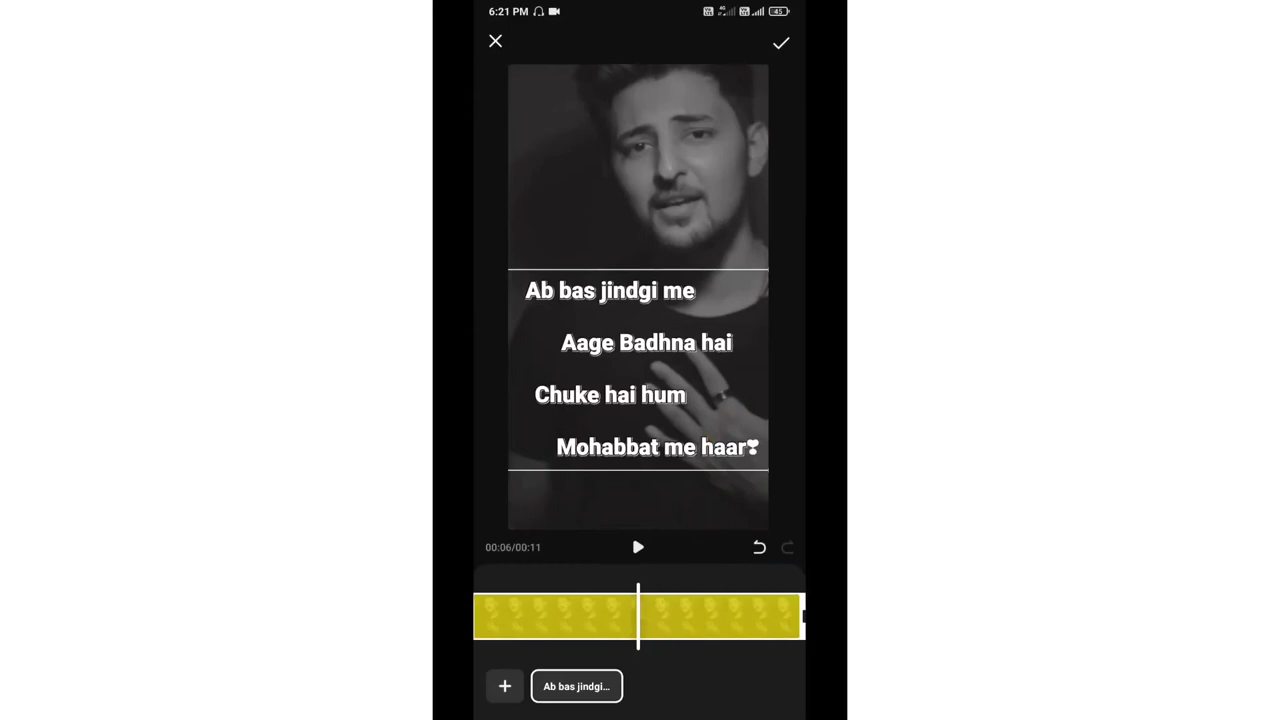 6:21 PM
45
Ab bas jindgi me
Aage Badhna hai
Chuke hai hum
Mohabbat me haar❣
00:06/00:11
+
Ab bas jindgi...